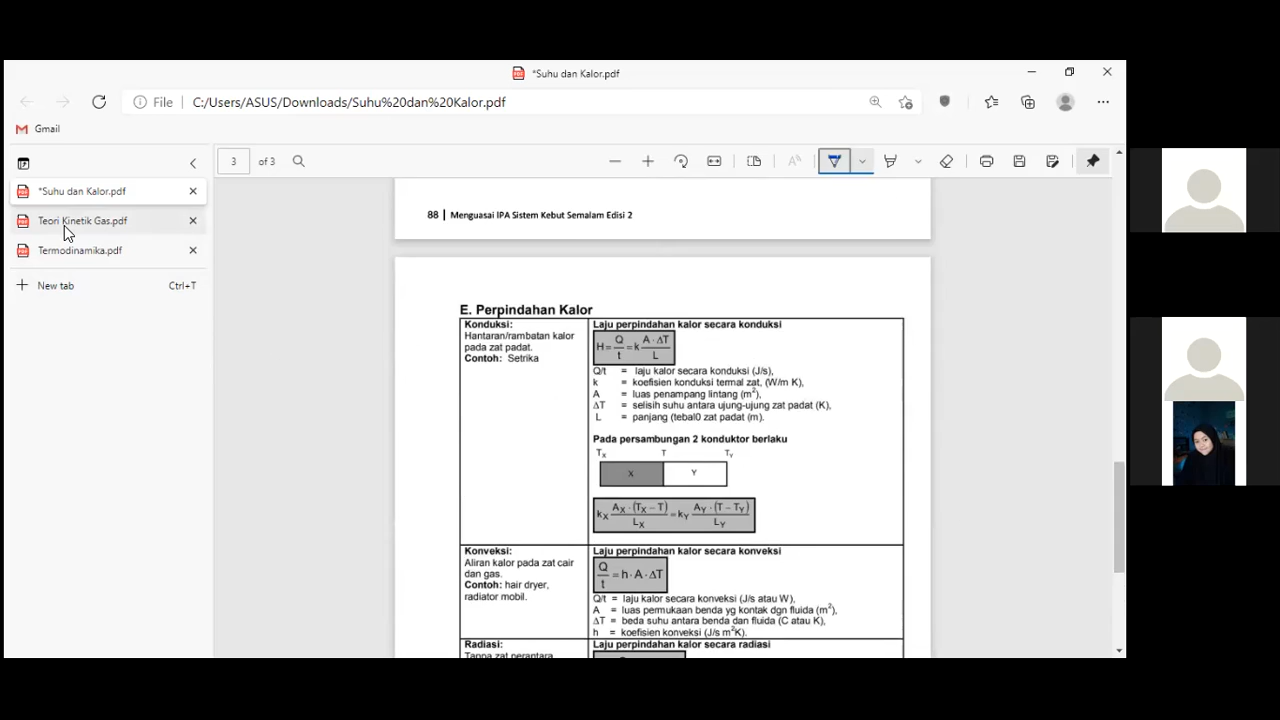 *Suhu dan Kalor.pdf
File C:/Users/ASUS/Downloads/Suhu%20dan%20Kalor.pdf
Gmail
*Suhu dan Kalor.pdf
Teori Kinetik Gas.pdf
Termodinamika.pdf
New tab Ctrl+T
3 of 3
88 | Menguasai IPA Sistem Kebut Semalam Edisi 2
E. Perpindahan Kalor
Konduksi:
Hantaran/rambatan kalor
pada zat padat.
Contoh: Setrika
Laju perpindahan kalor secara konduksi
H = Q/t = k A · ΔT/L
Q/t = laju kalor secara konduksi (J/s),
k = koefisien konduksi termal zat, (W/m K),
A = luas penampang lintang (m²),
ΔT = selisih suhu antara ujung-ujung zat padat (K),
L = panjang (tebal0 zat padat (m).
Pada persambungan 2 konduktor berlaku
TX T TY
X Y
kX AX · (TX − T)/LX = kY AY · (T − TY)/LY
Konveksi:
Aliran kalor pada zat cair
dan gas.
Contoh: hair dryer,
radiator mobil.
Laju perpindahan kalor secara konveksi
Q/t = h · A · ΔT
Q/t = laju kalor secara konveksi (J/s atau W),
A = luas permukaan benda yg kontak dgn fluida (m²),
ΔT = beda suhu antara benda dan fluida (C atau K),
h = koefisien konveksi (J/s m²K).
Radiasi:
Tanpa zat perantara
Laju perpindahan kalor secara radiasi